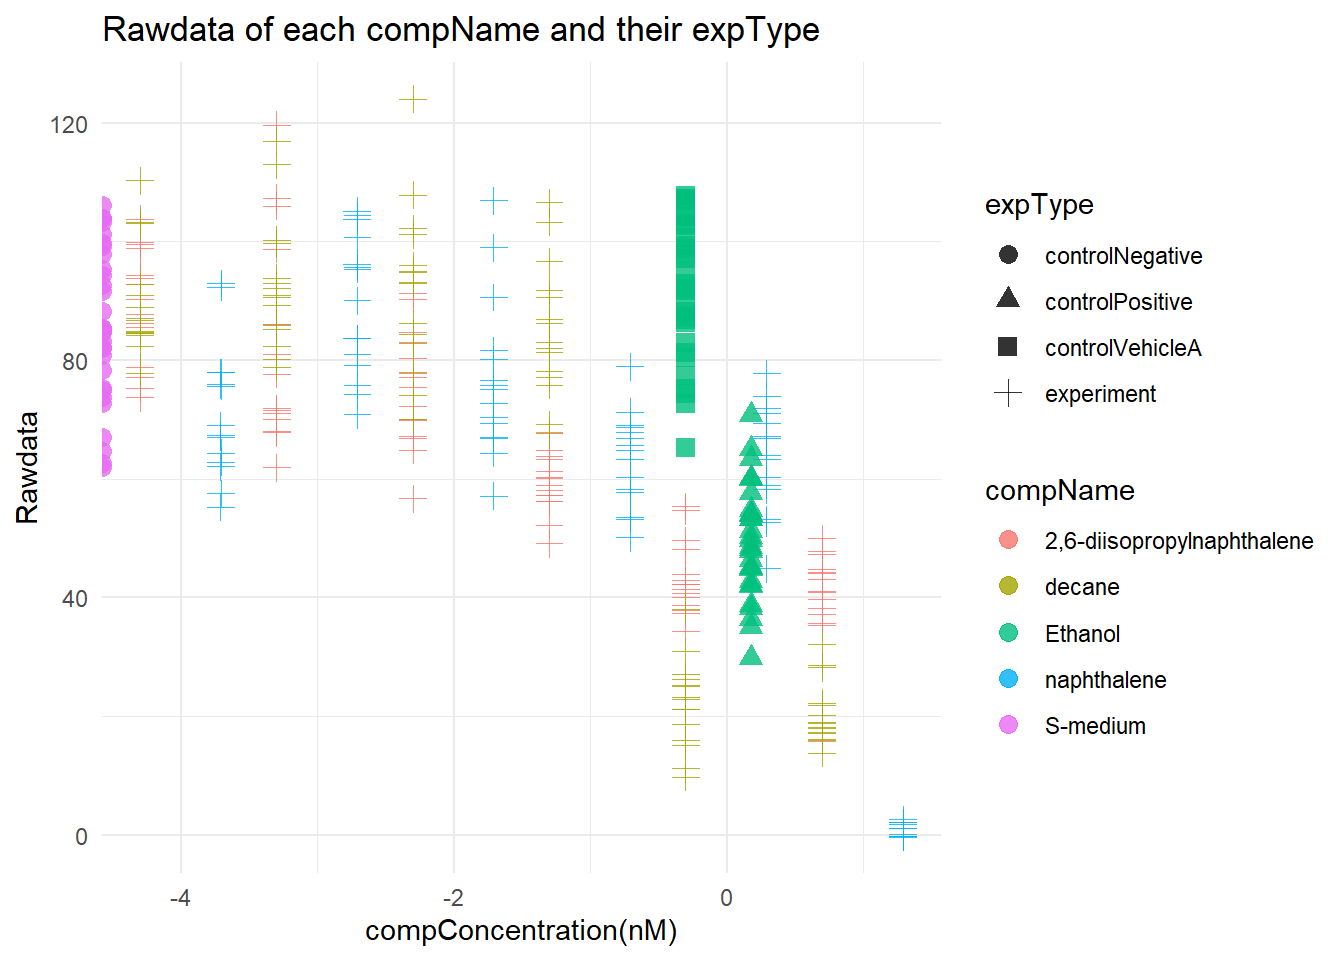 Rawdata of each compName and their expType
120
80
40
0
Rawdata
-4
-2
0
compConcentration(nM)
expType
controlNegative
controlPositive
controlVehicleA
experiment
compName
2,6-diisopropylnaphthalene
decane
Ethanol
naphthalene
S-medium